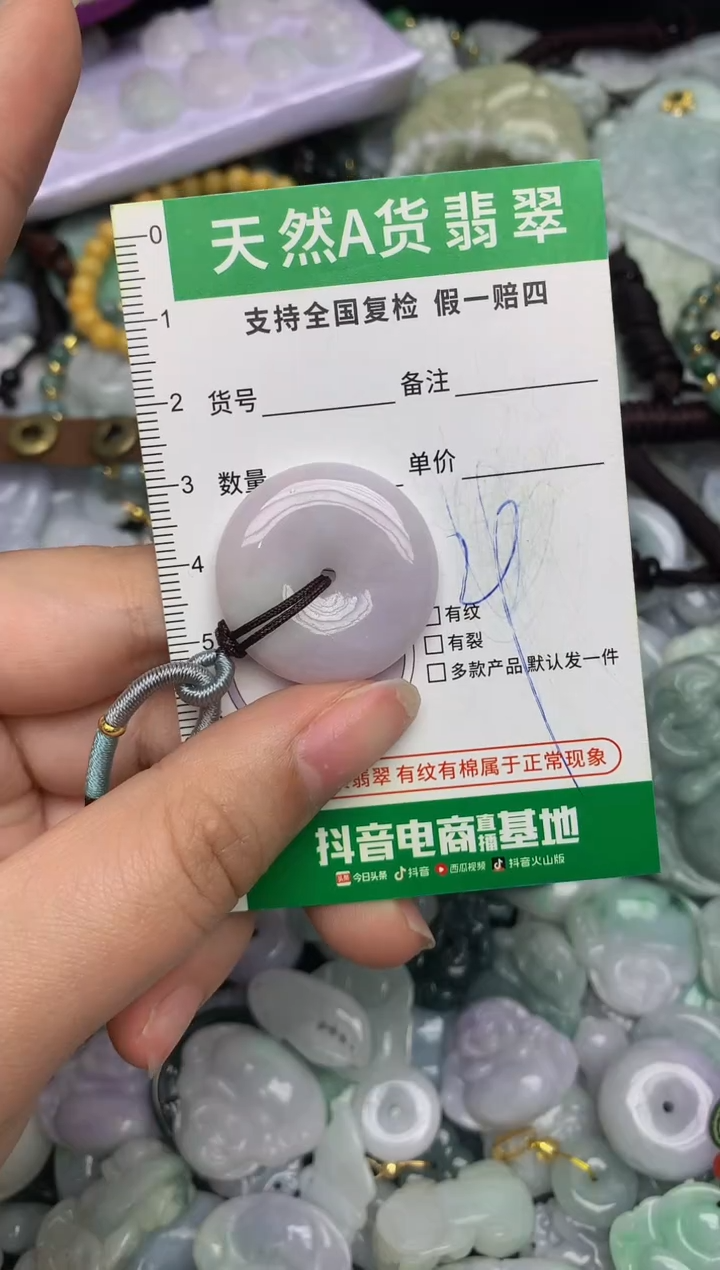 天然A货翡翠
支持全国复检 假一赔四
0
1
2
3
4
5
货号 备注
数量 单价
有纹
有裂
多款产品默认发一件
翡翠 有纹有棉属于正常现象
抖音电商直播基地
头条 今日头条 抖音 西瓜视频 抖音火山版